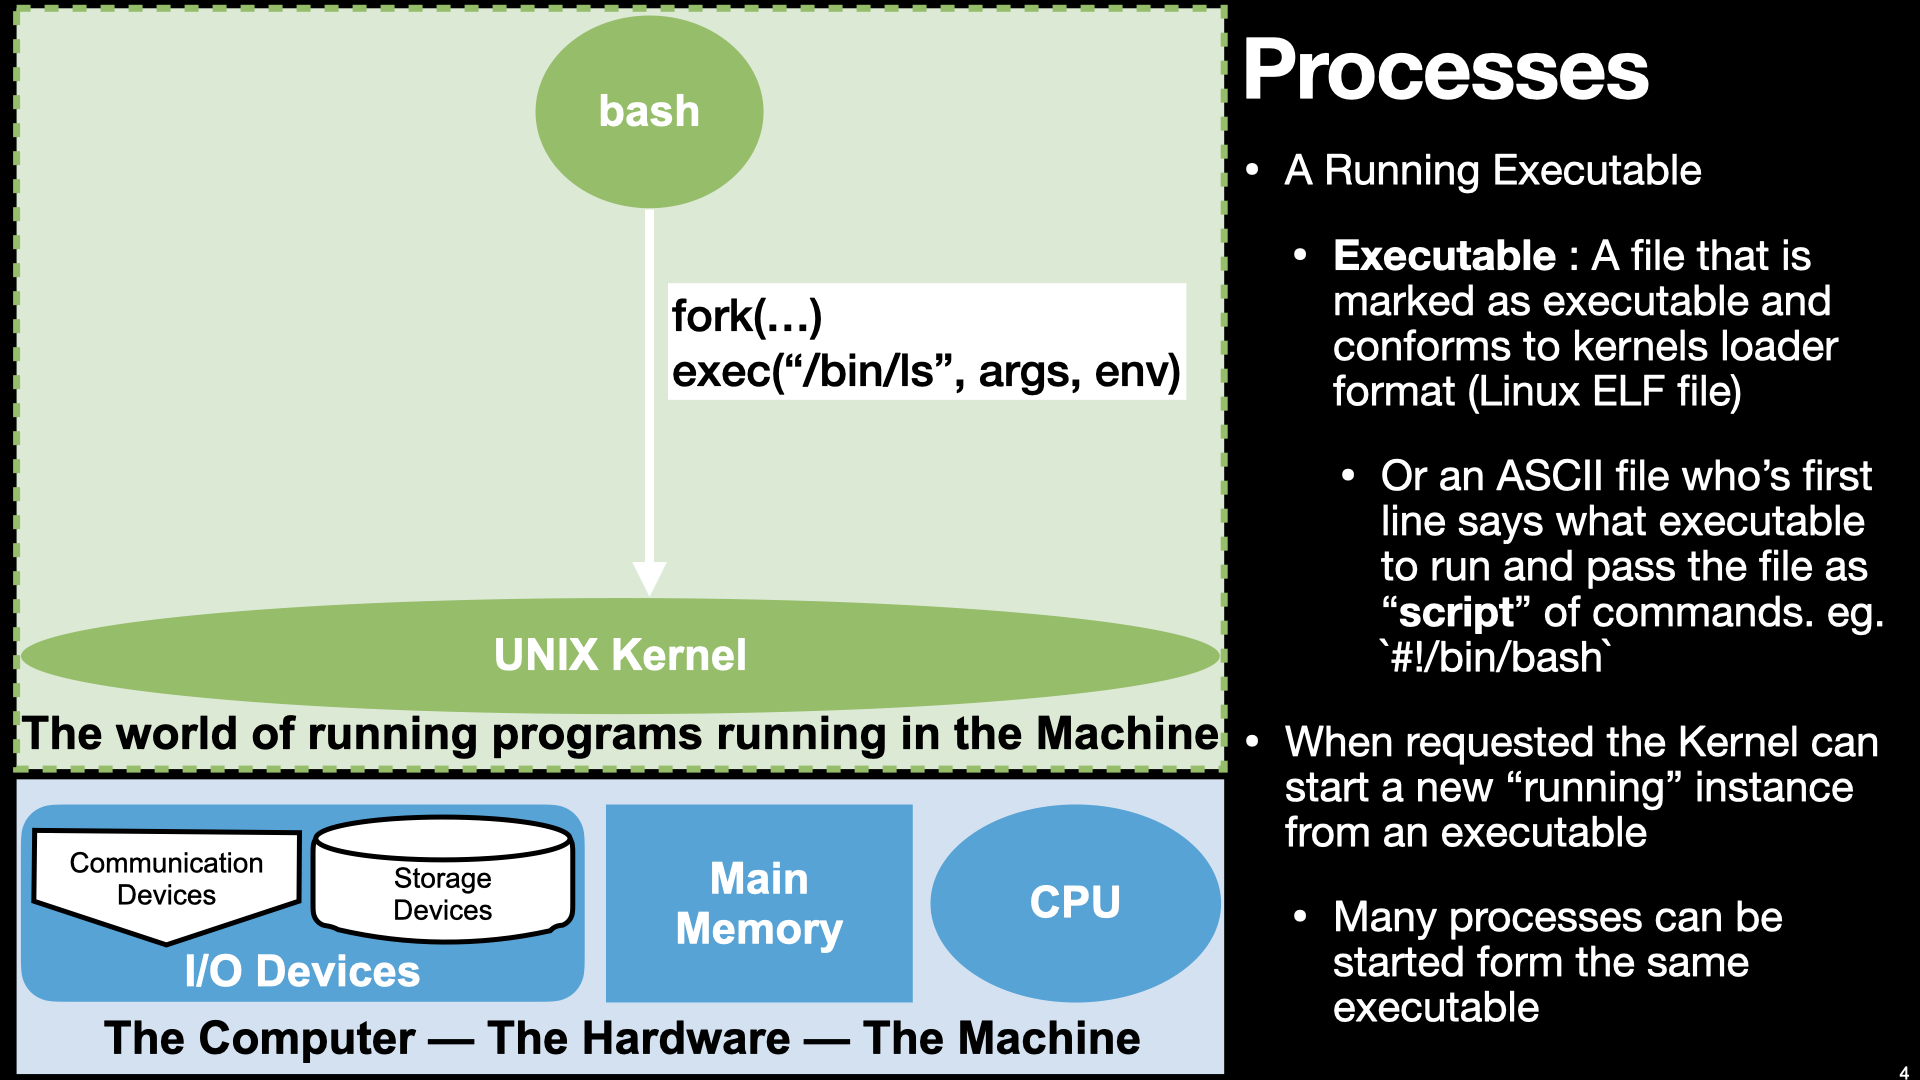 bash
fork(…)
exec(“/bin/ls”, args, env)
UNIX Kernel
The world of running programs running in the Machine
Communication
Devices
Storage
Devices
I/O Devices
Main
Memory
CPU
The Computer — The Hardware — The Machine
Processes
• A Running Executable
• Executable : A file that is
marked as executable and
conforms to kernels loader
format (Linux ELF file)
• Or an ASCII file who’s first
line says what executable
to run and pass the file as
“script” of commands. eg.
`#!/bin/bash`
• When requested the Kernel can
start a new “running” instance
from an executable
• Many processes can be
started form the same
executable
4